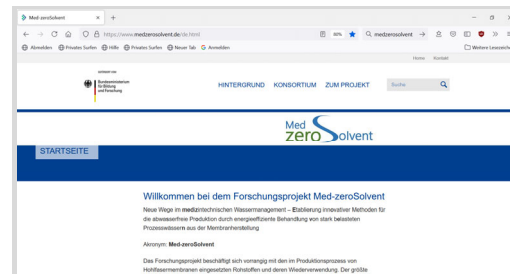 Med-zeroSolvent
https://www.medzerosolvent.de/de.html
80%
medzerosolvent
Abmelden
Privates Surfen
Hilfe
Privates Surfen
Neuer Tab
Anmelden
Weitere Lesezeichen
Home Kontakt
Bundesministerium
für Bildung
und Forschung
HINTERGRUND KONSORTIUM ZUM PROJEKT
Suche
Med
zero Solvent
STARTSEITE
Willkommen bei dem Forschungsprojekt Med-zeroSolvent
Neue Wege im medizintechnischen Wassermanagement – Etablierung innovativer Methoden für
die abwasserfreie Produktion durch energieeffiziente Behandlung von stark belasteten
Prozesswässern aus der Membranherstellung
Akronym: Med-zeroSolvent
Das Forschungsprojekt beschäftigt sich vorrangig mit den im Produktionsprozess von
Hohlfasermembranen eingesetzten Rohstoffen und deren Wiederverwendung. Der größte